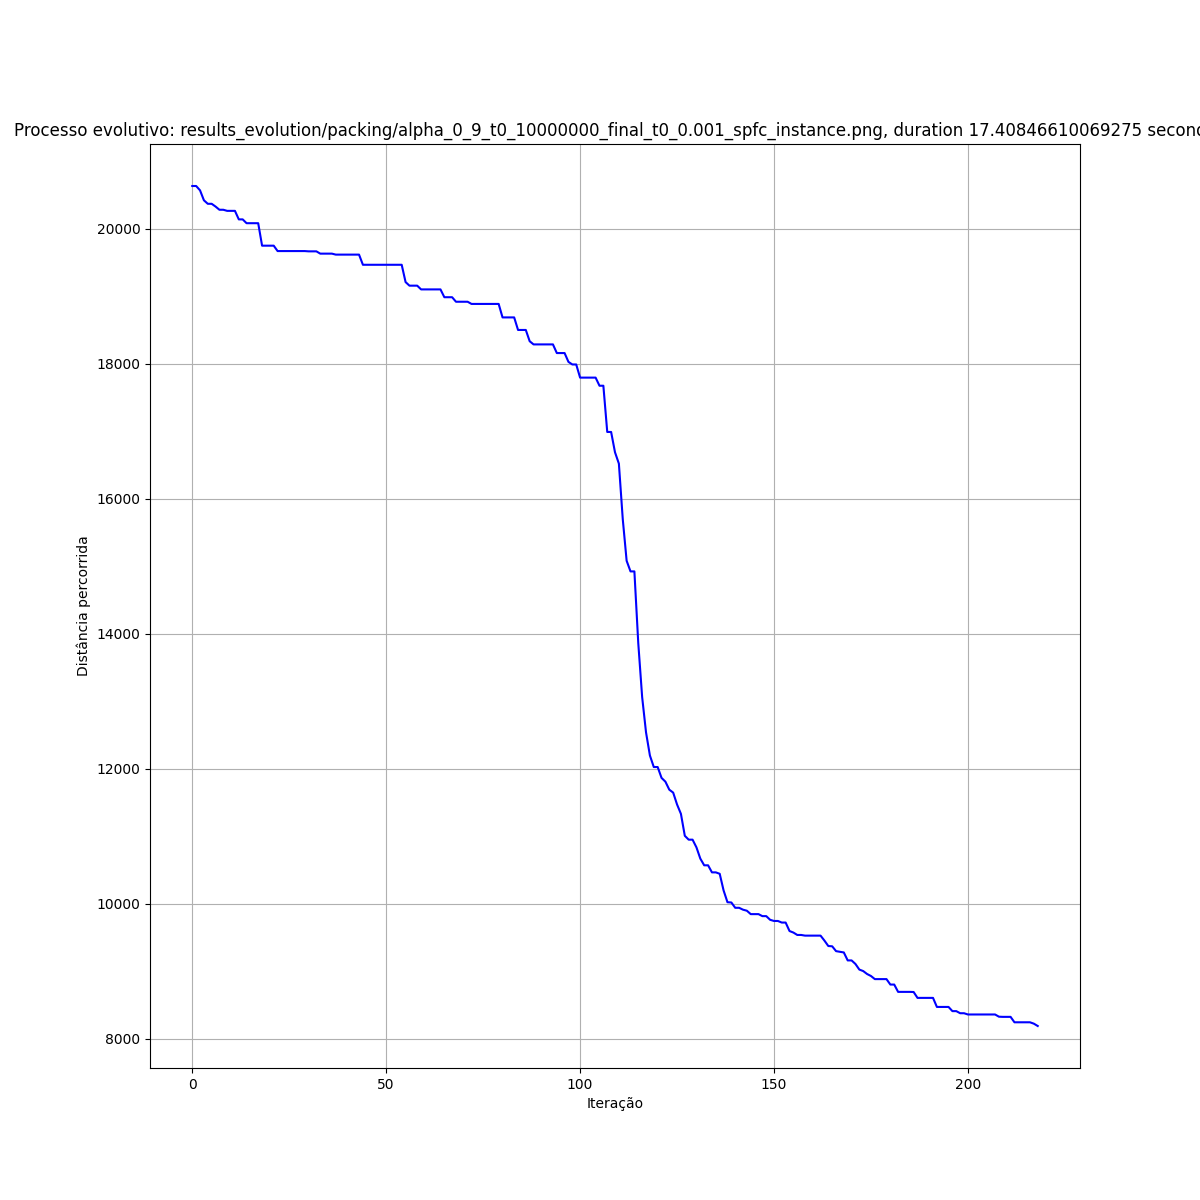 Processo evolutivo: results_evolution/packing/alpha_0_9_t0_10000000_final_t0_0.001_spfc_instance.png, duration 17.40846610069275 secon
20000
18000
16000
14000
12000
10000
8000
Distância percorrida
0 50 100 150 200
Iteração